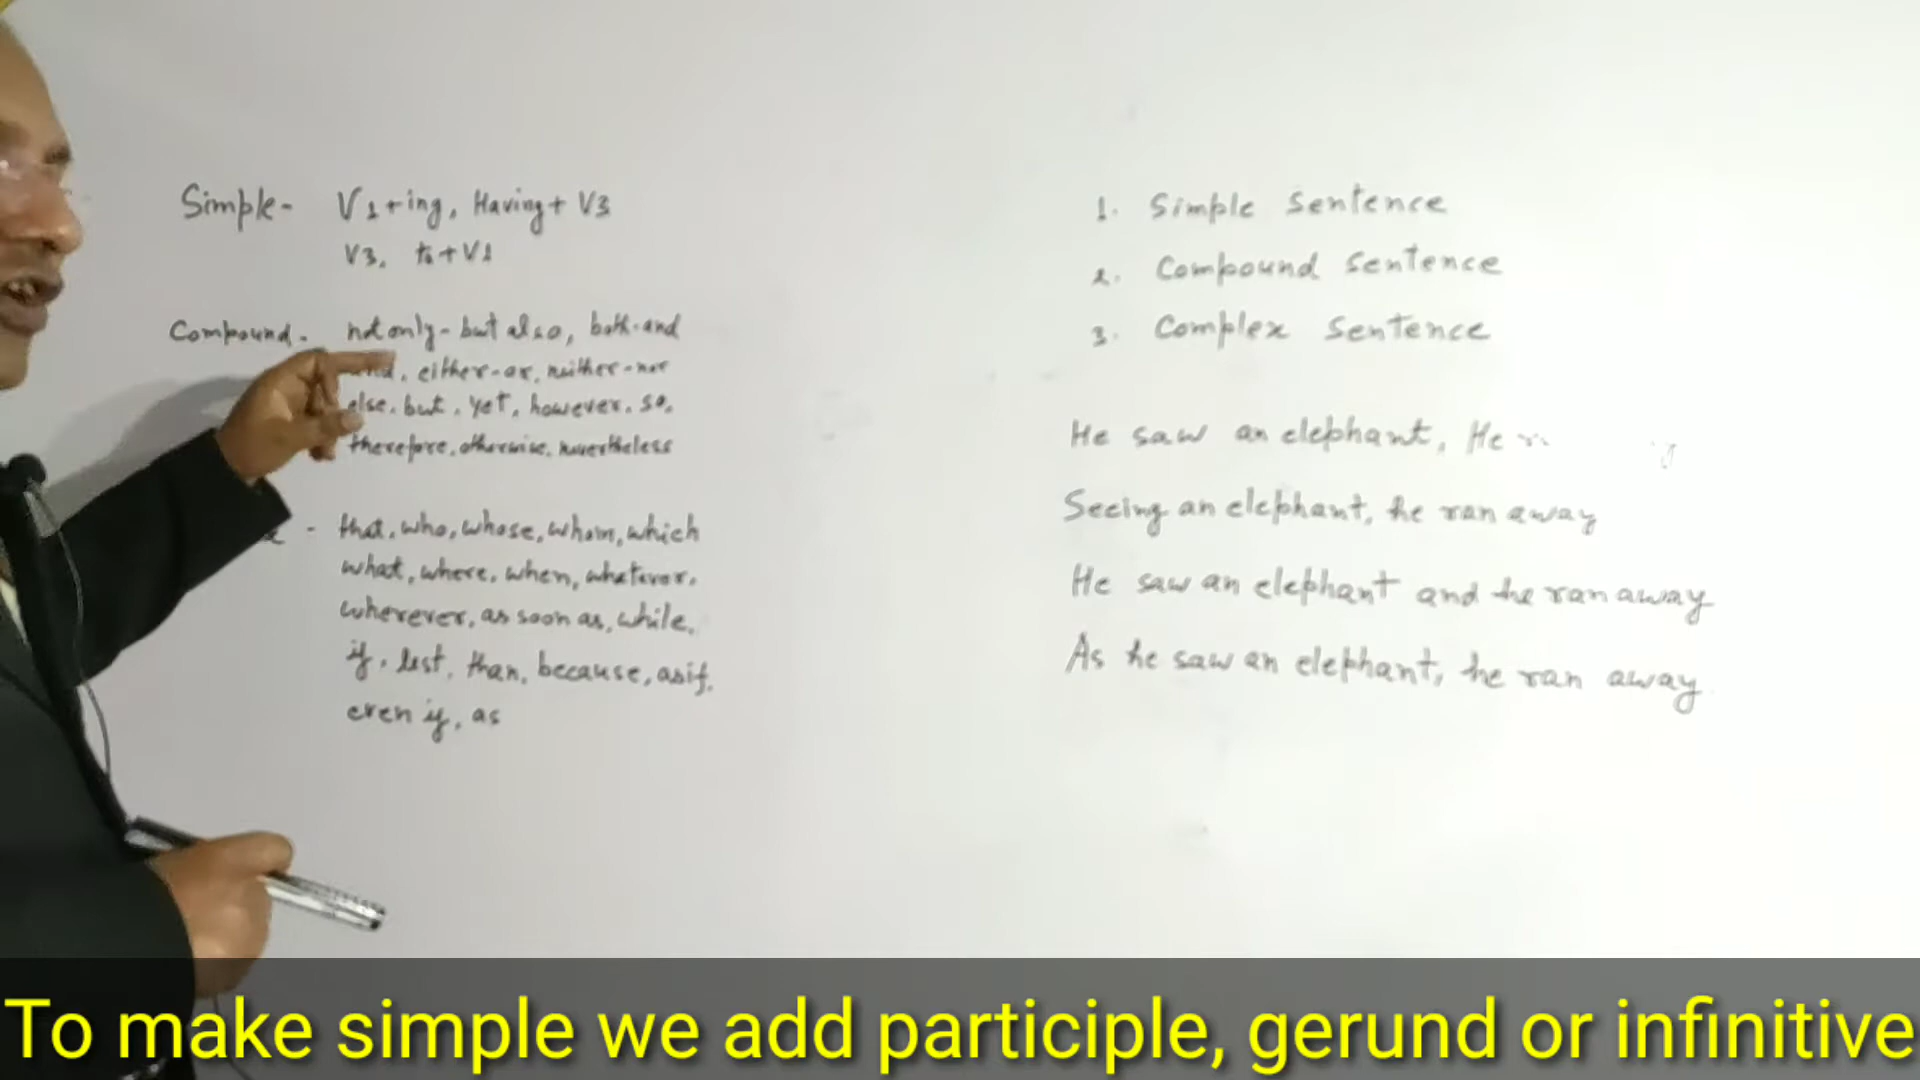 Simple - V1+ing, Having + V3
V3, to+V1
Compound - not only - but also, both-and
either-or, neither-nor
else, but, yet, however, so,
therefore, otherwise, nevertheless
- that, who, whose, whom, which
what, where, when, whatever,
wherever, as soon as, while,
if, lest, than, because, as if,
even if, as
1. Simple Sentence
2. Compound Sentence
3. Complex Sentence
He saw an elephant, He
Seeing an elephant, he ran away
He saw an elephant and he ran away
As he saw an elephant, he ran away
To make simple we add participle, gerund or infinitive